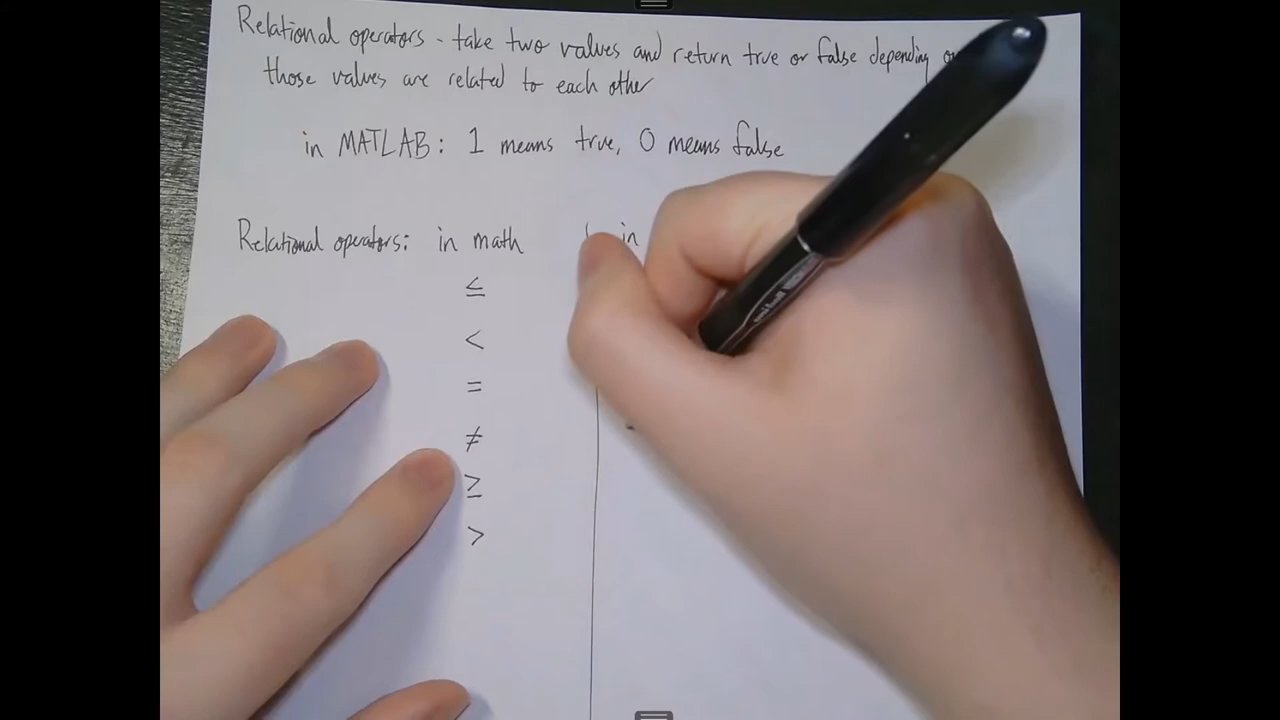 Relational operators - take two values and return true or false depending
those values are related to each other
in MATLAB: 1 means true, 0 means false
Relational operators: in math in
≤
<
=
≠
≥
>